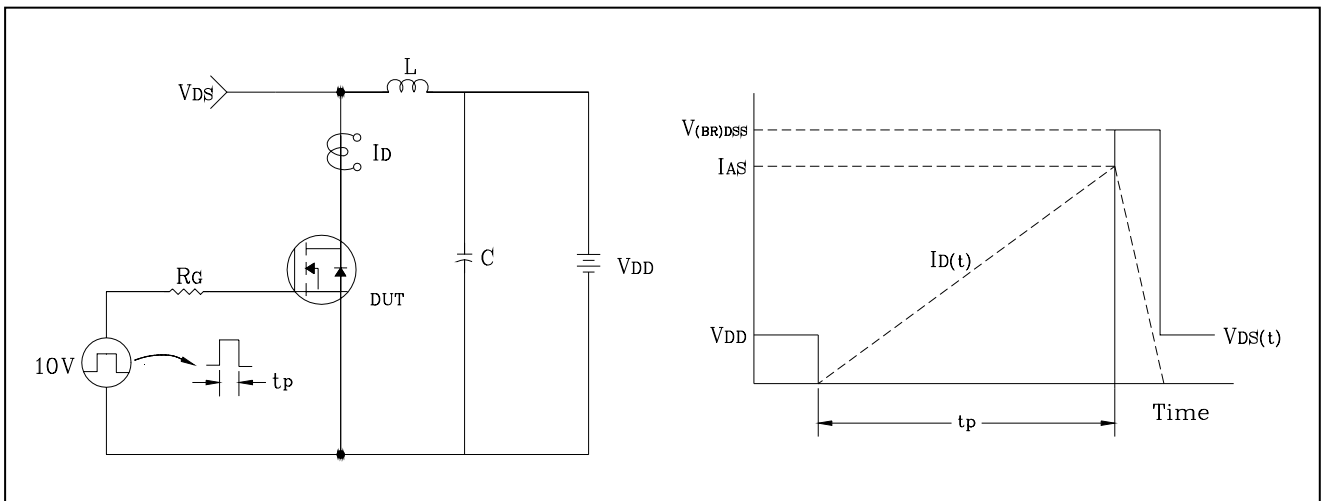 L
VDS
ID
C
VDD
RG
DUT
10V
tp
V(BR)DSS
IAS
ID(t)
VDD
VDS(t)
Time
tp